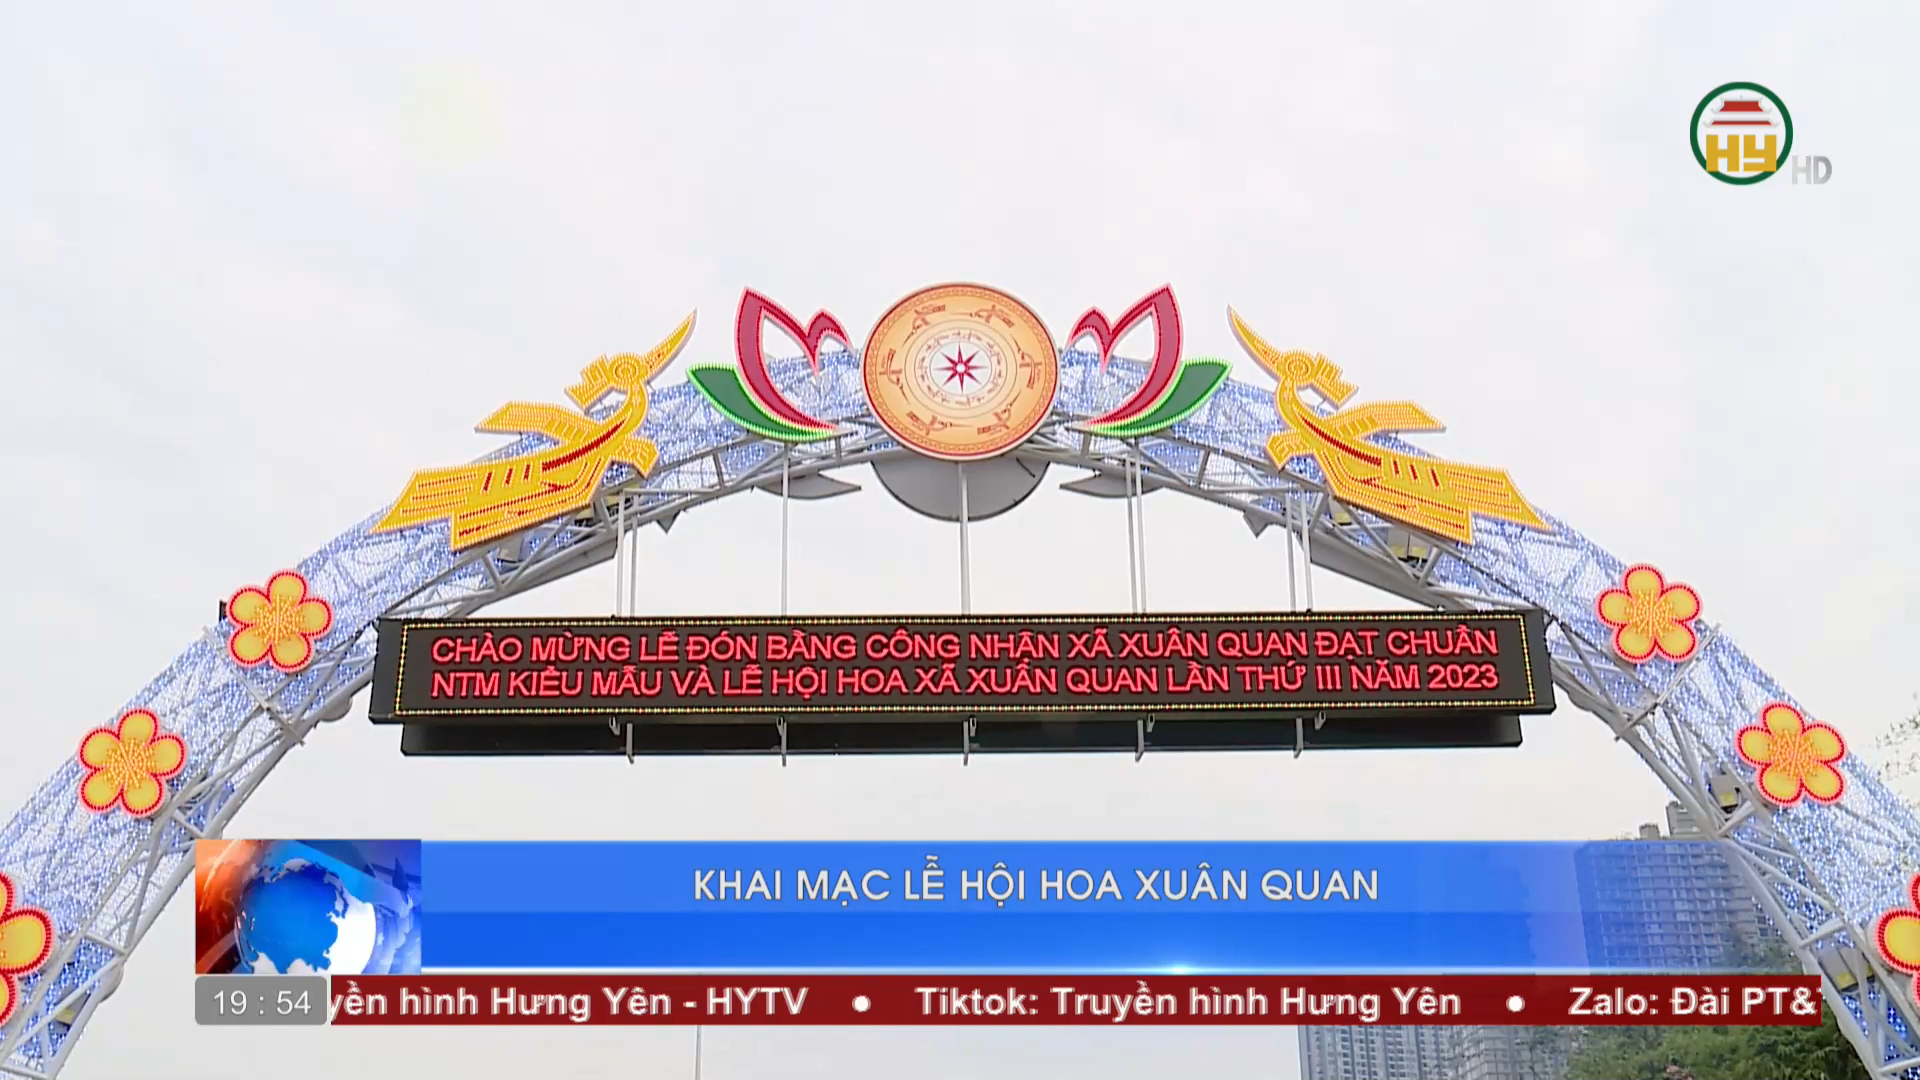 HY HD
CHÀO MỪNG LỄ ĐÓN BẰNG CÔNG NHẬN XÃ XUÂN QUAN ĐẠT CHUẨN
NTM KIỂU MẪU VÀ LỄ HỘI HOA XÃ XUÂN QUAN LẦN THỨ III NĂM 2023
KHAI MẠC LỄ HỘI HOA XUÂN QUAN
19 : 54 yền hình Hưng Yên - HYTV • Tiktok: Truyền hình Hưng Yên • Zalo: Đài PT&